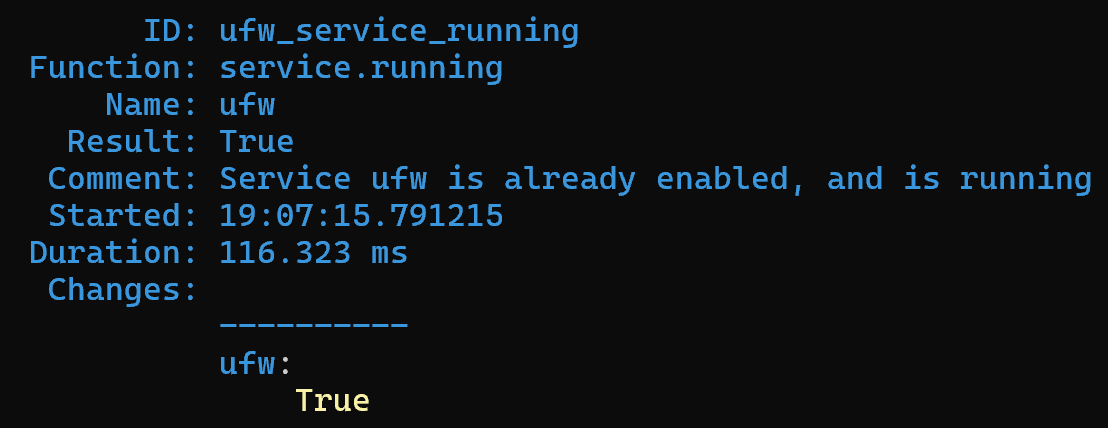 ID: ufw_service_running
Function: service.running
Name: ufw
Result: True
Comment: Service ufw is already enabled, and is running
Started: 19:07:15.791215
Duration: 116.323 ms
Changes:
----------
ufw:
True